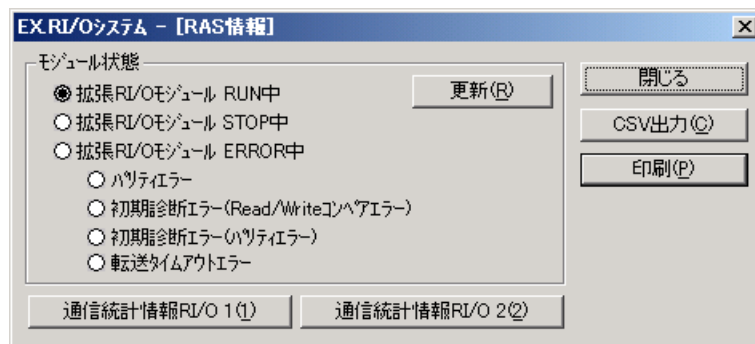 EX.RI/Oシステム - [RAS情報]
モジュール状態
更新(R)
閉じる
拡張RI/Oモジュール RUN中
拡張RI/Oモジュール STOP中
CSV出力(C)
拡張RI/Oモジュール ERROR中
印刷(P)
パリティエラー
初期診断エラー(Read/Writeコンペアエラー)
初期診断エラー(パリティエラー)
転送タイムアウトエラー
通信統計情報RI/O 1(1)
通信統計情報RI/O 2(2)